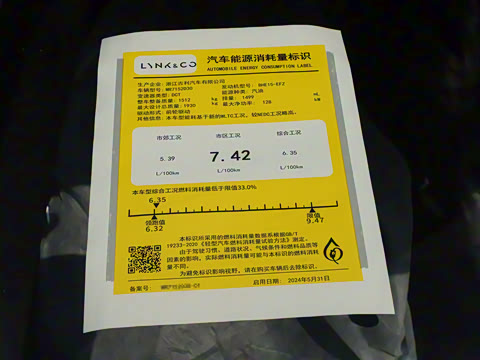 LYNK&CO
汽车能源消耗量标识
AUTOMOBILE ENERGY CONSUMPTION LABEL
生产企业：浙江吉利汽车有限公司
车辆型号：MR7152D30 发动机型号：BHE15-EFZ
变速器类型：DCT 能源种类：汽油
整车整备质量：1512 kg 排量：1499 mL
最大设计总质量：1930 kg 最大净功率：128 kW
驱动形式：前轮驱动
其他信息：本车型能耗基于新的WLTC工况，较NEDC工况略高。
市郊工况 市区工况 综合工况
5.39 7.42 6.35
L/100km L/100km L/100km
本车型综合工况燃料消耗量低于限值33.0%
6.35
领跑值 限值
6.32 9.47
本标识所采用的燃料消耗量数据系根据GB/T
19233-2020《轻型汽车燃料消耗量试验方法》测定。
由于驾驶习惯、道路状况、气候条件和燃料品质等
因素的影响，实际燃料消耗量可能与本标识的燃料消耗
量不同。
为避免标识影响视野，请在购买车辆后去除标识。
备案号： 启用日期：2024年5月31日